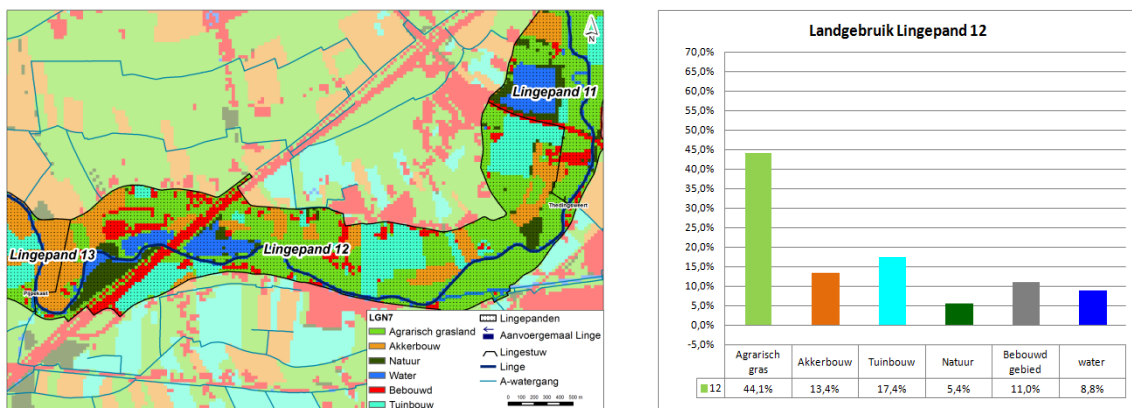 N
Lingepand 11
Lingepand 12
Lingepand 13
LGN7
Agrarisch grasland
Akkerbouw
Natuur
Water
Bebouwd
Tuinbouw
Lingepanden
Aanvoergemaal Linge
Lingestuw
Linge
A-watergang
Landgebruik Lingepand 12
70,0%
65,0%
60,0%
55,0%
50,0%
45,0%
40,0%
35,0%
30,0%
25,0%
20,0%
15,0%
10,0%
5,0%
0,0%
-5,0%
Agrarisch gras Akkerbouw Tuinbouw Natuur Bebouwd gebied water
12 44,1% 13,4% 17,4% 5,4% 11,0% 8,8%